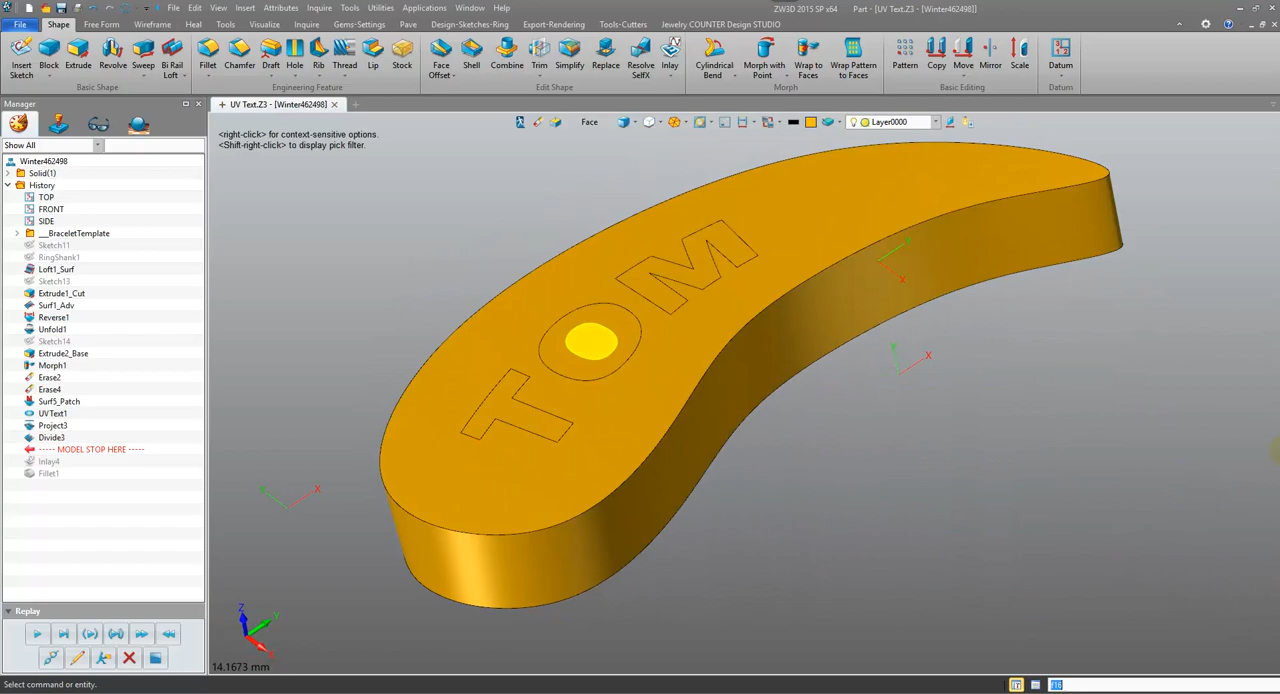 ZW3D 2015 SP x64 Part - [UV Text.Z3 - [Winter462498]]
File Edit View Insert Attributes Inquire Tools Utilities Applications Window Help
File Shape Free Form Wireframe Heal Tools Visualize Inquire Gems-Settings Pave Design-Sketches-Ring Export-Rendering Tools-Cutters Jewelry COUNTER Design STUDIO
Insert Sketch Block Extrude Revolve Sweep Bi Rail Loft Fillet Chamfer Draft Hole Rib Thread Lip Stock Face Offset Shell Combine Trim Simplify Replace Resolve SelfX Inlay Cylindrical Bend Morph with Point Wrap to Faces Wrap Pattern to Faces Pattern Copy Move Mirror Scale Datum
Basic Shape Engineering Feature Edit Shape Morph Basic Editing Datum
Manager
UV Text.Z3 - [Winter462498]
Face
Layer0000
<right-click> for context-sensitive options.
<Shift-right-click> to display pick filter.
Show All
Winter462498
Solid(1)
History
TOP
FRONT
SIDE
__BraceletTemplate
Sketch11
RingShank1
Loft1_Surf
Sketch13
Extrude1_Cut
Surf1_Adv
Reverse1
Unfold1
Sketch14
Extrude2_Base
Morph1
Erase2
Erase4
Surf5_Patch
UVText1
Project3
Divide3
----- MODEL STOP HERE -----
Inlay4
Fillet1
TOM
Y
X
Y
X
X
Replay
Z
Y
14.1673 mm
Select command or entity.